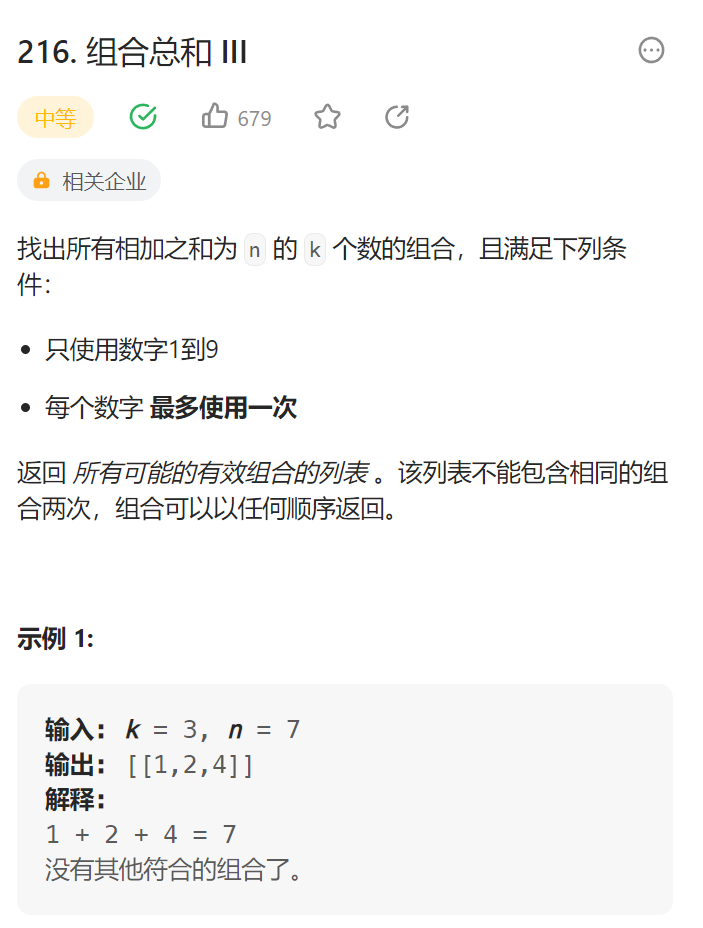 216. 组合总和 III
中等
679
相关企业
找出所有相加之和为 n 的 k 个数的组合，且满足下列条
件：
只使用数字1到9
每个数字 最多使用一次
返回 所有可能的有效组合的列表 。该列表不能包含相同的组
合两次，组合可以以任何顺序返回。
示例 1:
输入： k = 3, n = 7
输出： [[1,2,4]]
解释：
1 + 2 + 4 = 7
没有其他符合的组合了。